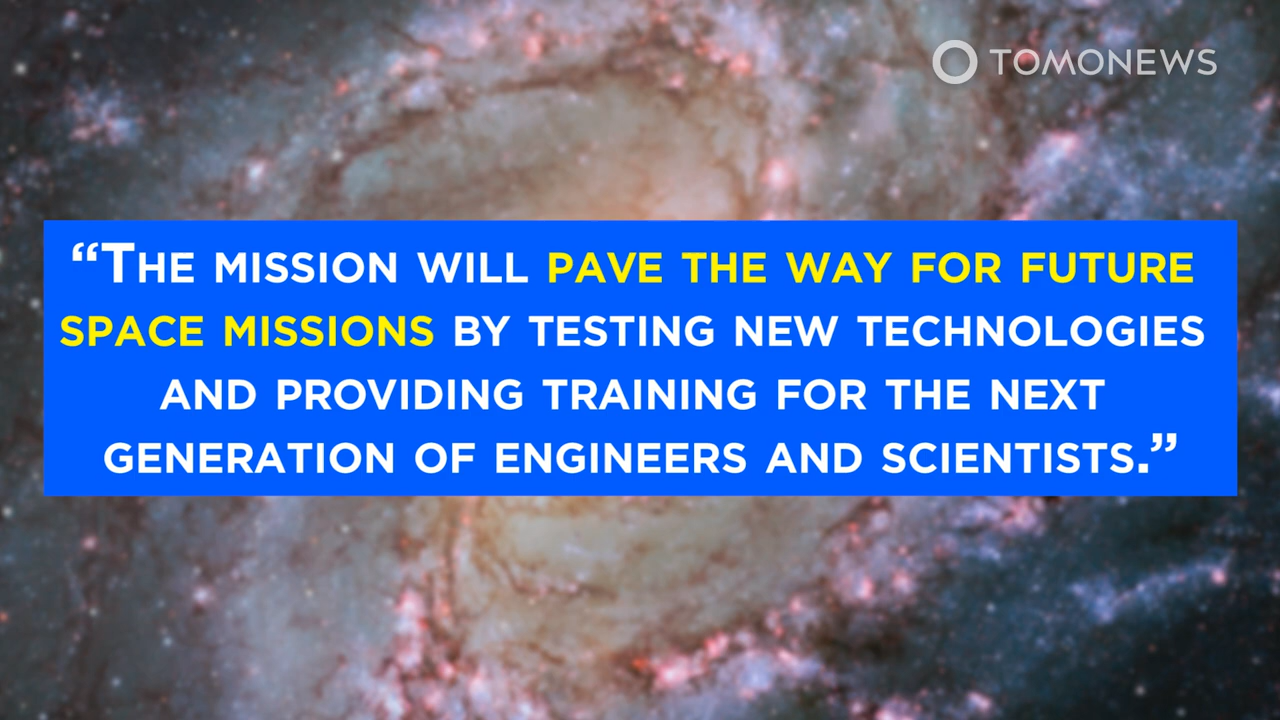 TOMONEWS
“THE MISSION WILL PAVE THE WAY FOR FUTURE
SPACE MISSIONS BY TESTING NEW TECHNOLOGIES
AND PROVIDING TRAINING FOR THE NEXT
GENERATION OF ENGINEERS AND SCIENTISTS.”